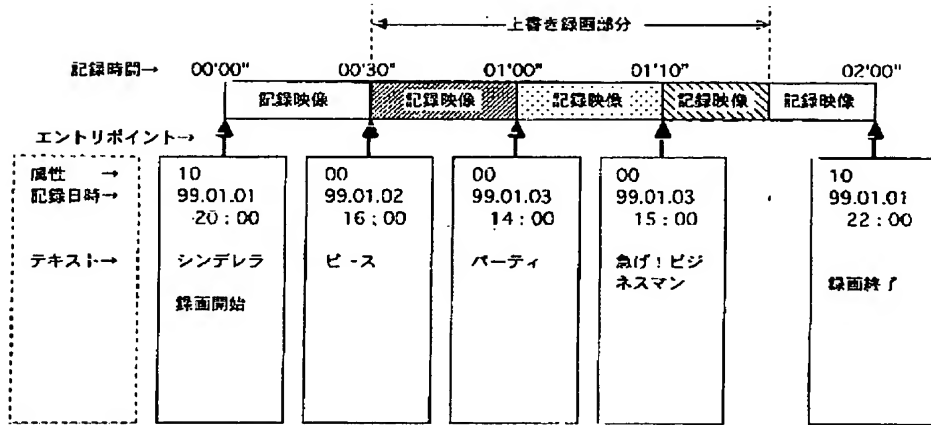 上書き録画部分
記録時間→ 00'00" 00'30" 01'00" 01'10" 02'00"
記録映像 記録映像 記録映像 記録映像 記録映像
エントリポイント→
属性 → 10 00 00 00 10
記録日時→ 99.01.01 99.01.02 99.01.03 99.01.03 99.01.01
20:00 16:00 14:00 15:00 22:00
テキスト→ シンデレラ ピース パーティ 急げ!ビジ
ネスマン
録画開始 録画終了